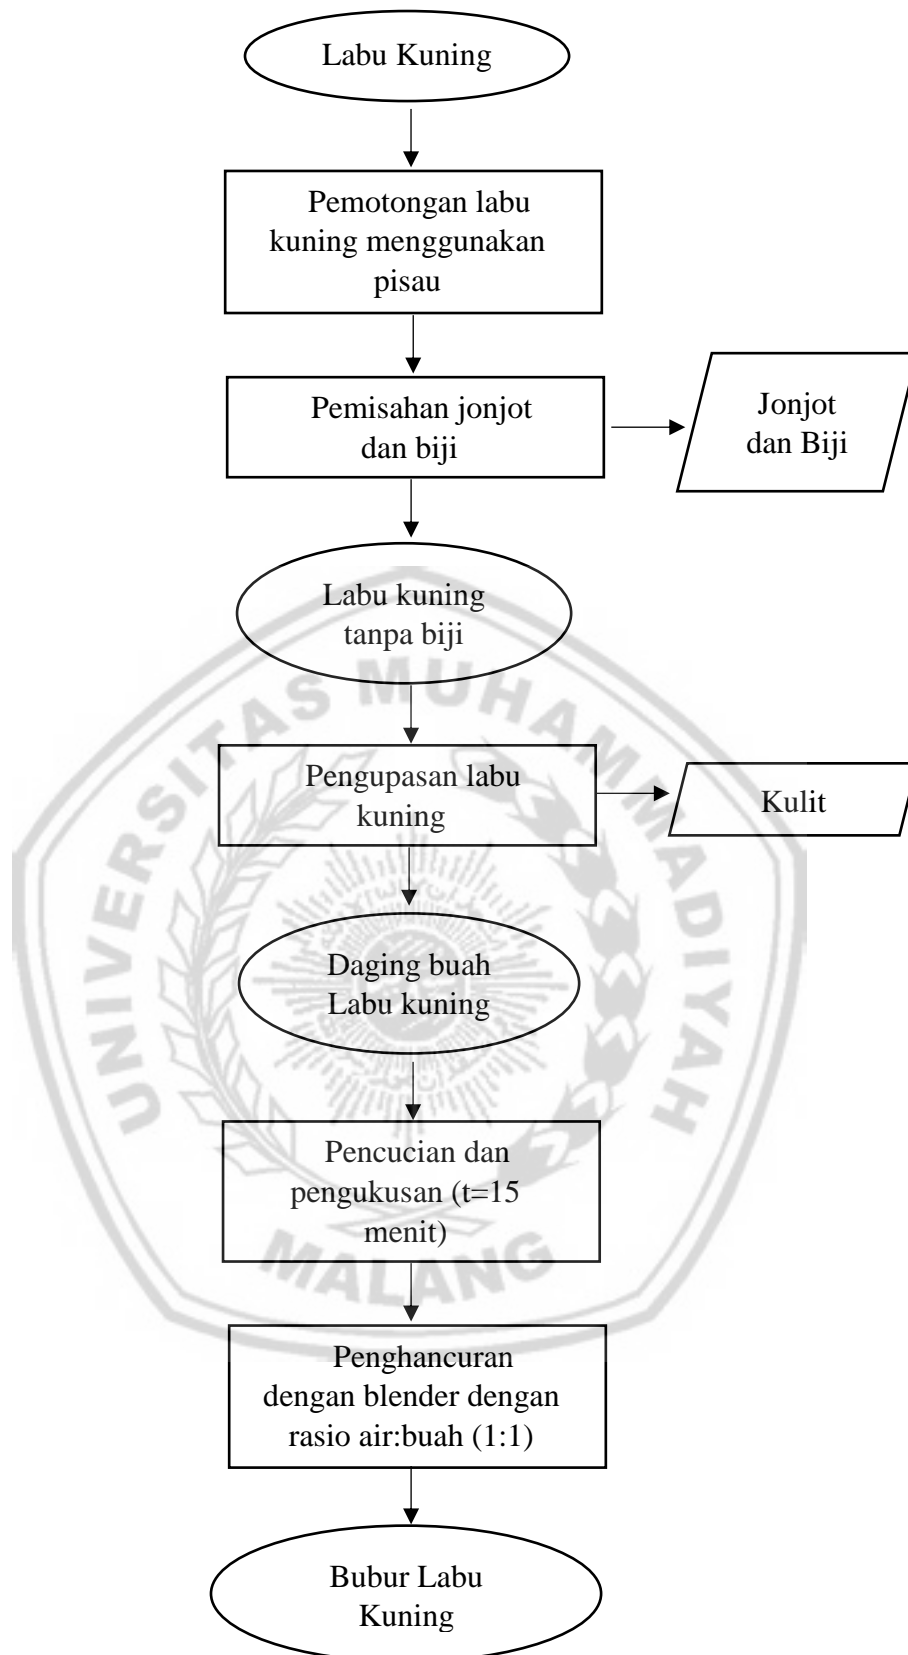 Labu Kuning
Pemotongan labu
kuning menggunakan
pisau
Pemisahan jonjot
dan biji
Jonjot
dan Biji
Labu kuning
tanpa biji
Pengupasan labu
kuning
Kulit
Daging buah
Labu kuning
Pencucian dan
pengukusan (t=15
menit)
Penghancuran
dengan blender dengan
rasio air:buah (1:1)
Bubur Labu
Kuning
UNIVERSITAS MUHAMMADIYAH
MALANG